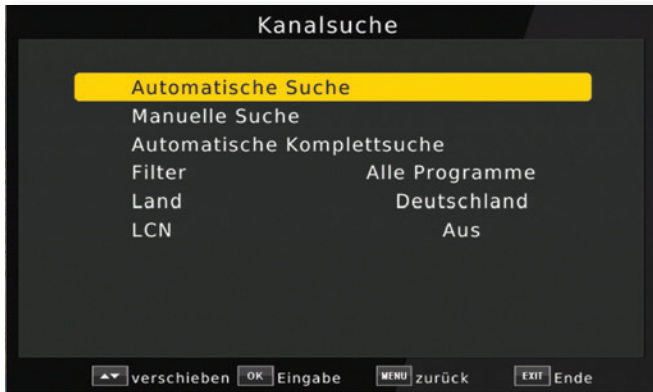 Kanalsuche
Automatische Suche
Manuelle Suche
Automatische Komplettsuche
Filter Alle Programme
Land Deutschland
LCN Aus
verschieben OK Eingabe MENU zurück EXIT Ende